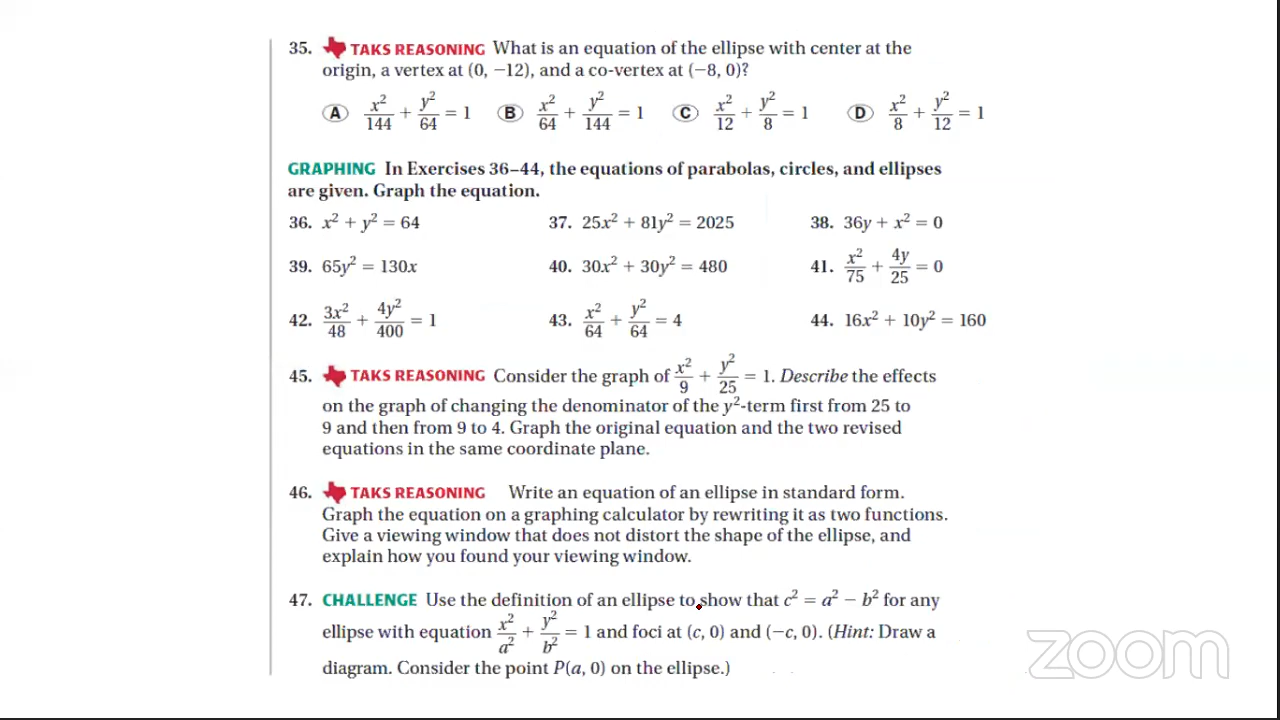 35. TAKS REASONING What is an equation of the ellipse with center at the
origin, a vertex at (0, −12), and a co-vertex at (−8, 0)?
A x²/144 + y²/64 = 1 B x²/64 + y²/144 = 1 C x²/12 + y²/8 = 1 D x²/8 + y²/12 = 1
GRAPHING In Exercises 36–44, the equations of parabolas, circles, and ellipses
are given. Graph the equation.
36. x² + y² = 64 37. 25x² + 81y² = 2025 38. 36y + x² = 0
39. 65y² = 130x 40. 30x² + 30y² = 480 41. x²/75 + 4y/25 = 0
42. 3x²/48 + 4y²/400 = 1 43. x²/64 + y²/64 = 4 44. 16x² + 10y² = 160
45. TAKS REASONING Consider the graph of x²/9 + y²/25 = 1. Describe the effects
on the graph of changing the denominator of the y²-term first from 25 to
9 and then from 9 to 4. Graph the original equation and the two revised
equations in the same coordinate plane.
46. TAKS REASONING Write an equation of an ellipse in standard form.
Graph the equation on a graphing calculator by rewriting it as two functions.
Give a viewing window that does not distort the shape of the ellipse, and
explain how you found your viewing window.
47. CHALLENGE Use the definition of an ellipse to show that c² = a² − b² for any
ellipse with equation x²/a² + y²/b² = 1 and foci at (c, 0) and (−c, 0). (Hint: Draw a
diagram. Consider the point P(a, 0) on the ellipse.)
zoom